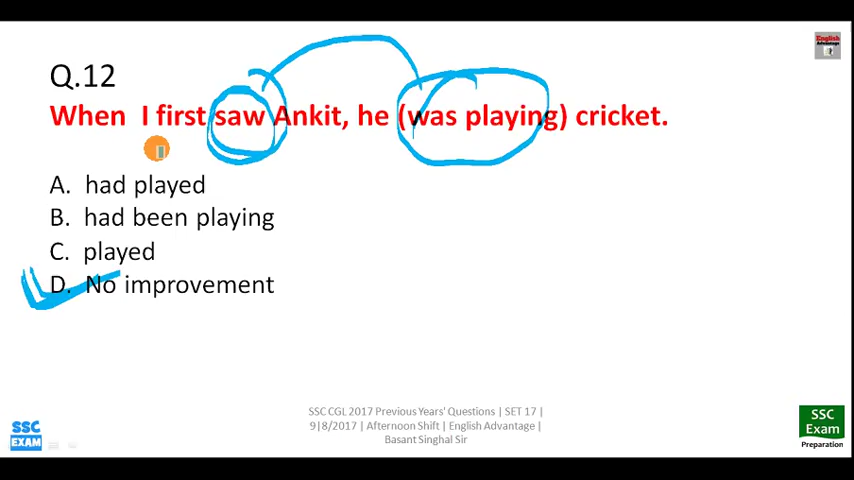 English
Advantage
Q.12
When I first saw Ankit, he (was playing) cricket.
A. had played
B. had been playing
C. played
D. No improvement
SSC CGL 2017 Previous Years' Questions | SET 17 |
9|8/2017 | Afternoon Shift | English Advantage |
Basant Singhal Sir
SSC
EXAM
SSC
Exam
Preparation